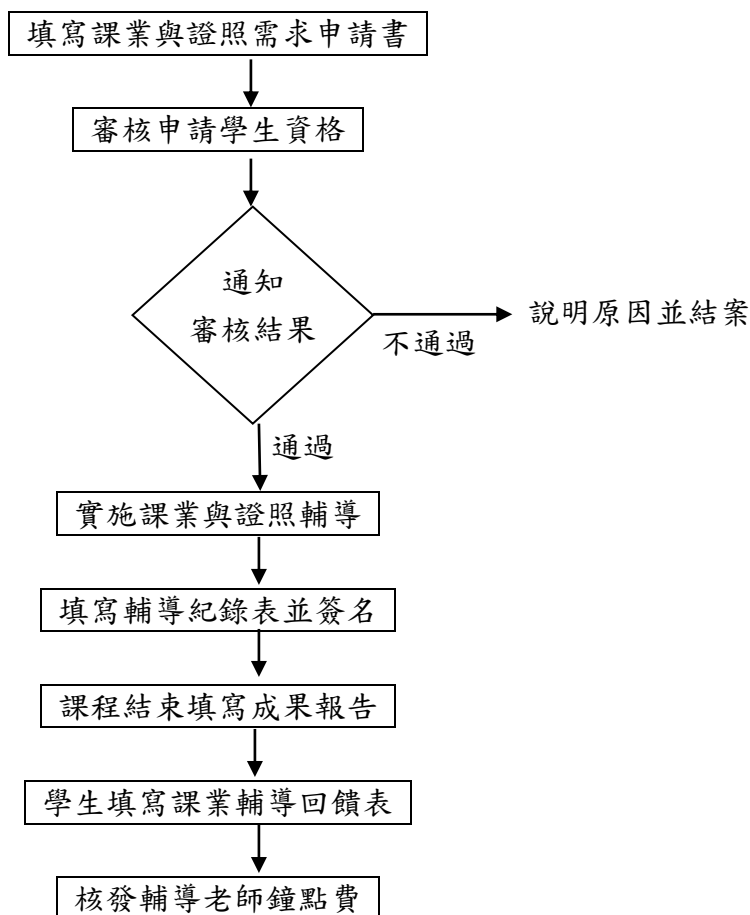 填寫課業與證照需求申請書
審核申請學生資格
通知
審核結果
說明原因並結案
不通過
通過
實施課業與證照輔導
填寫輔導紀錄表並簽名
課程結束填寫成果報告
學生填寫課業輔導回饋表
核發輔導老師鐘點費